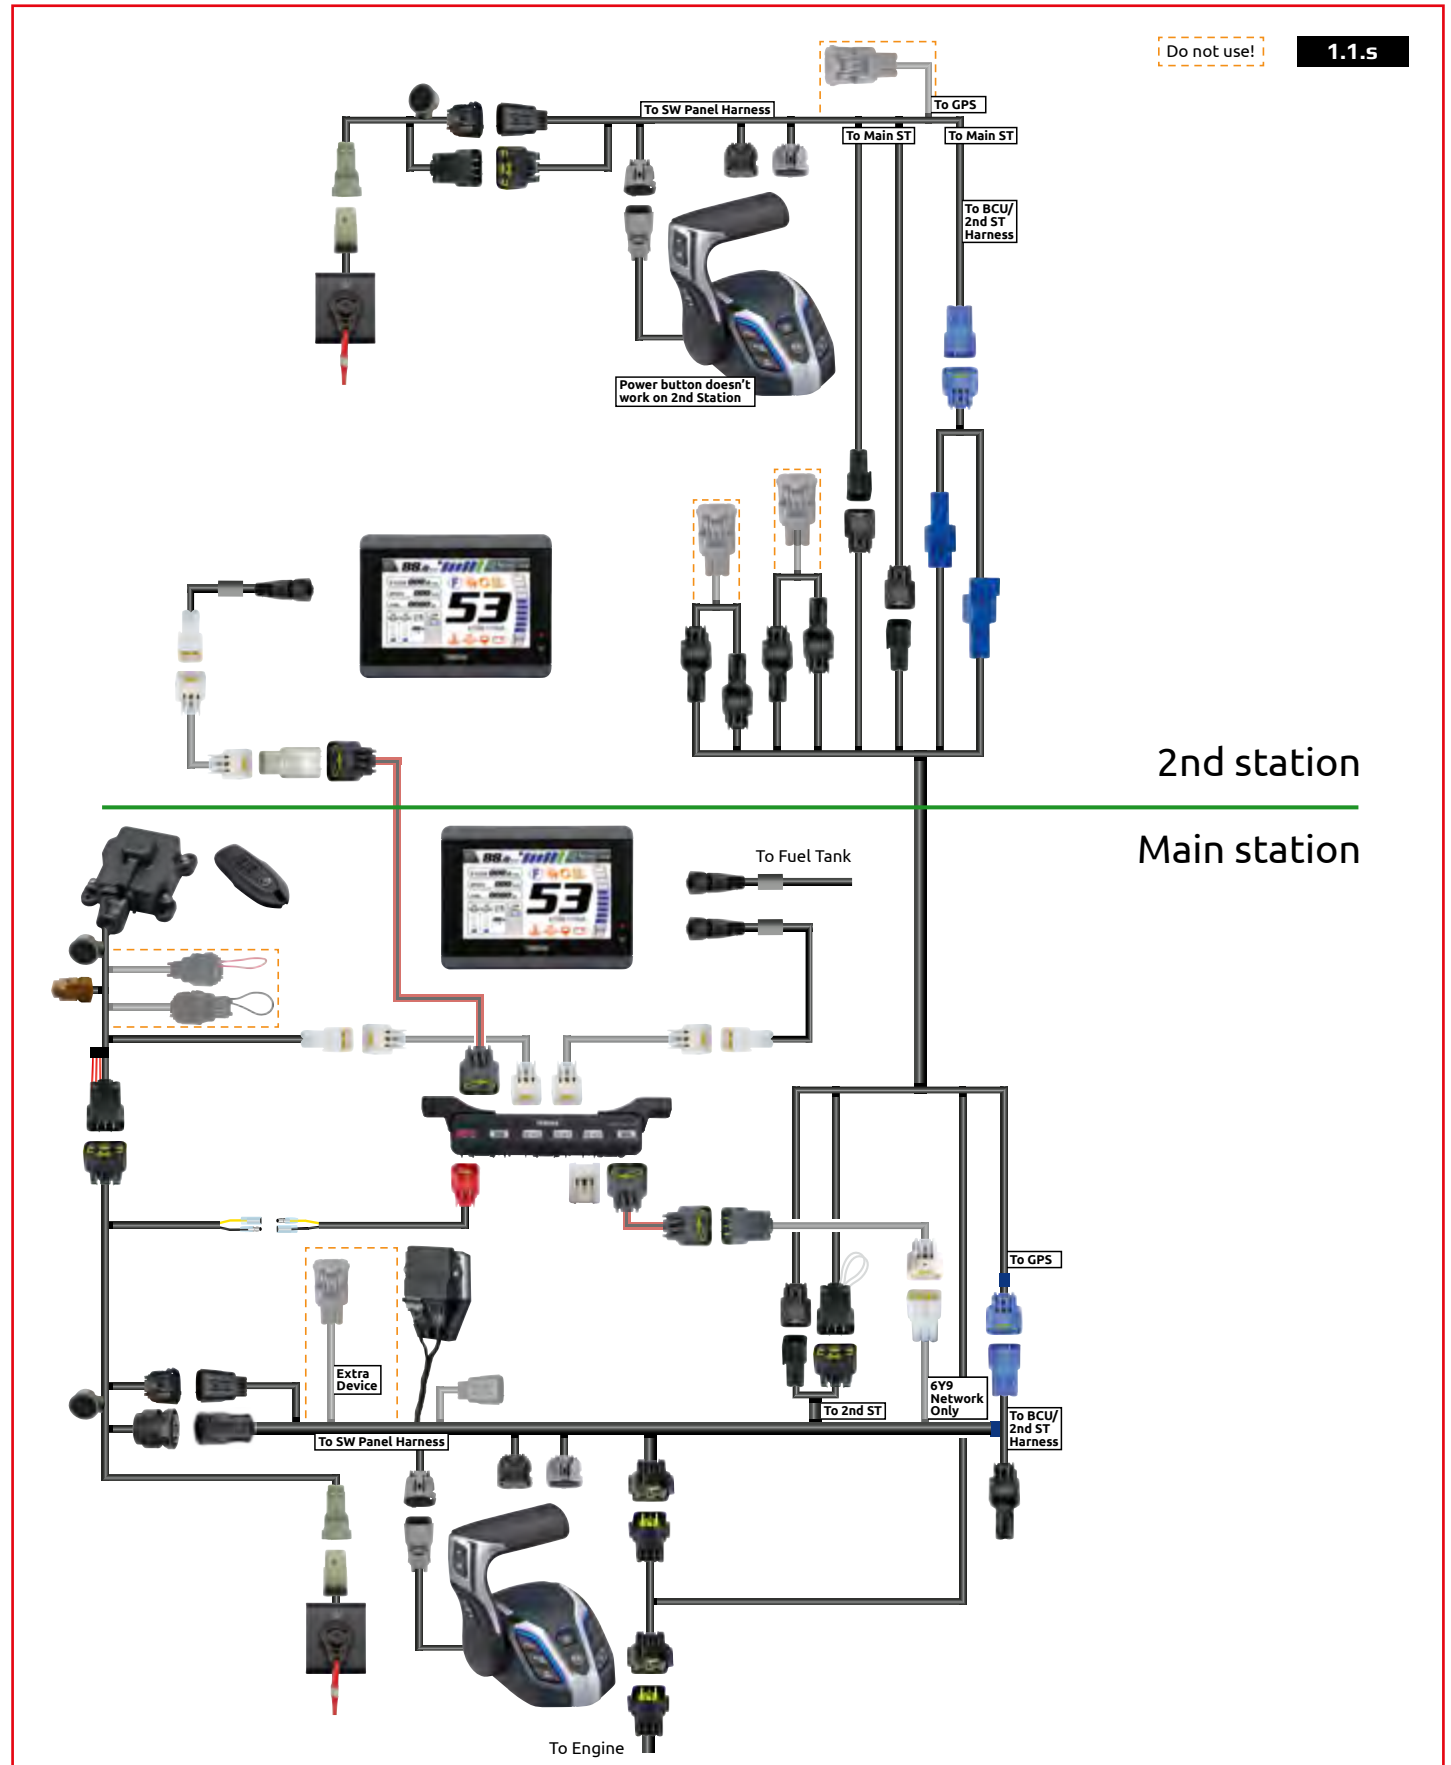 Do not use!
1.1.s
To GPS
To SW Panel Harness
To Main ST
To Main ST
To BCU/
2nd ST
Harness
Power button doesn't
work on 2nd Station
53
2nd station
Main station
To Fuel Tank
53
To GPS
Extra
Device
6Y9
Network
Only
To 2nd ST
To BCU/
2nd ST
Harness
To SW Panel Harness
To Engine